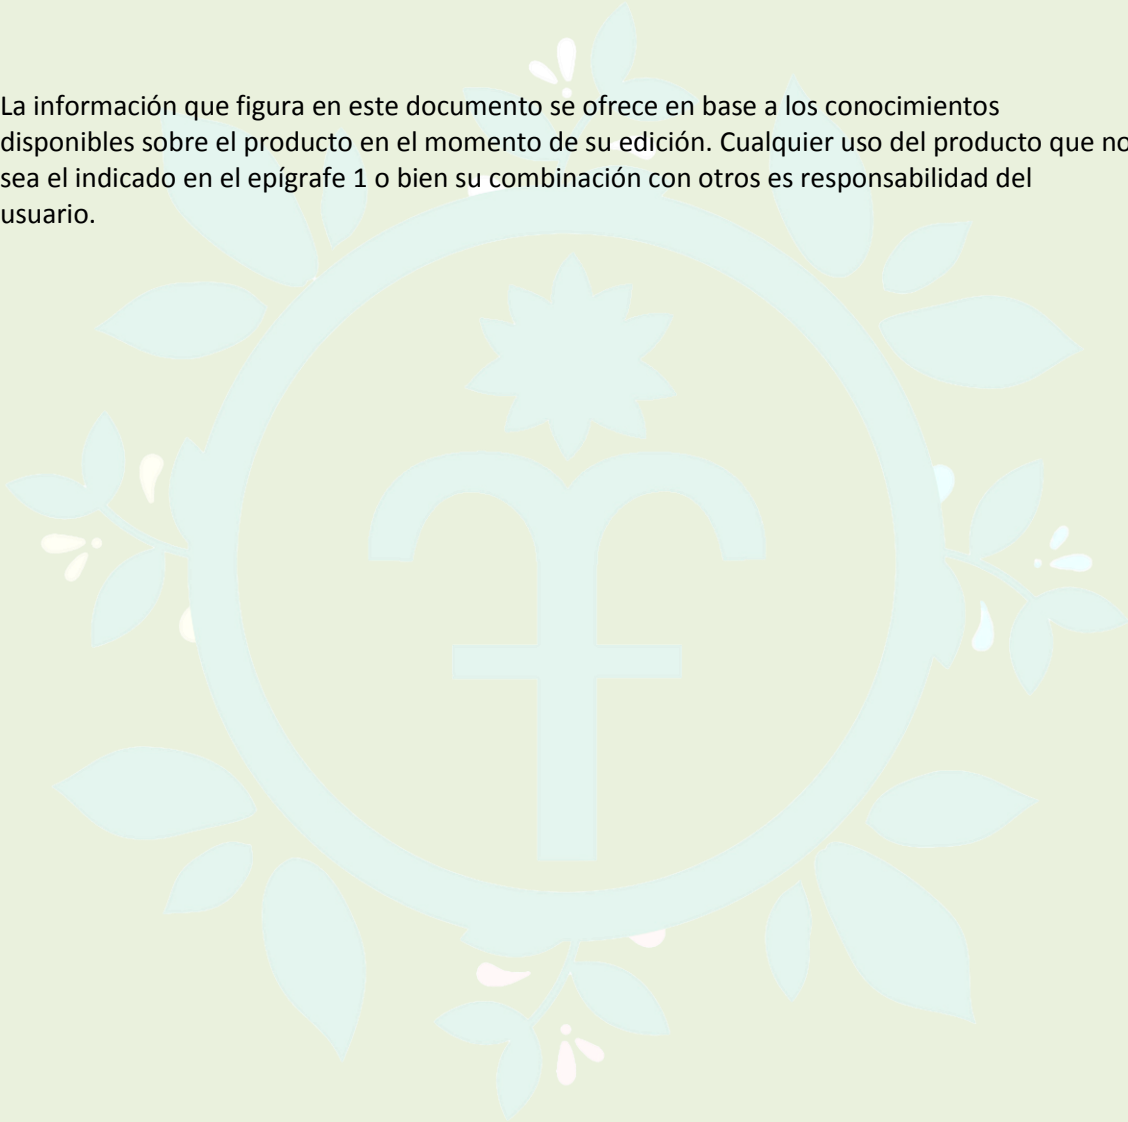 La información que figura en este documento se ofrece en base a los conocimientos
disponibles sobre el producto en el momento de su edición. Cualquier uso del producto que no
sea el indicado en el epígrafe 1 o bien su combinación con otros es responsabilidad del
usuario.